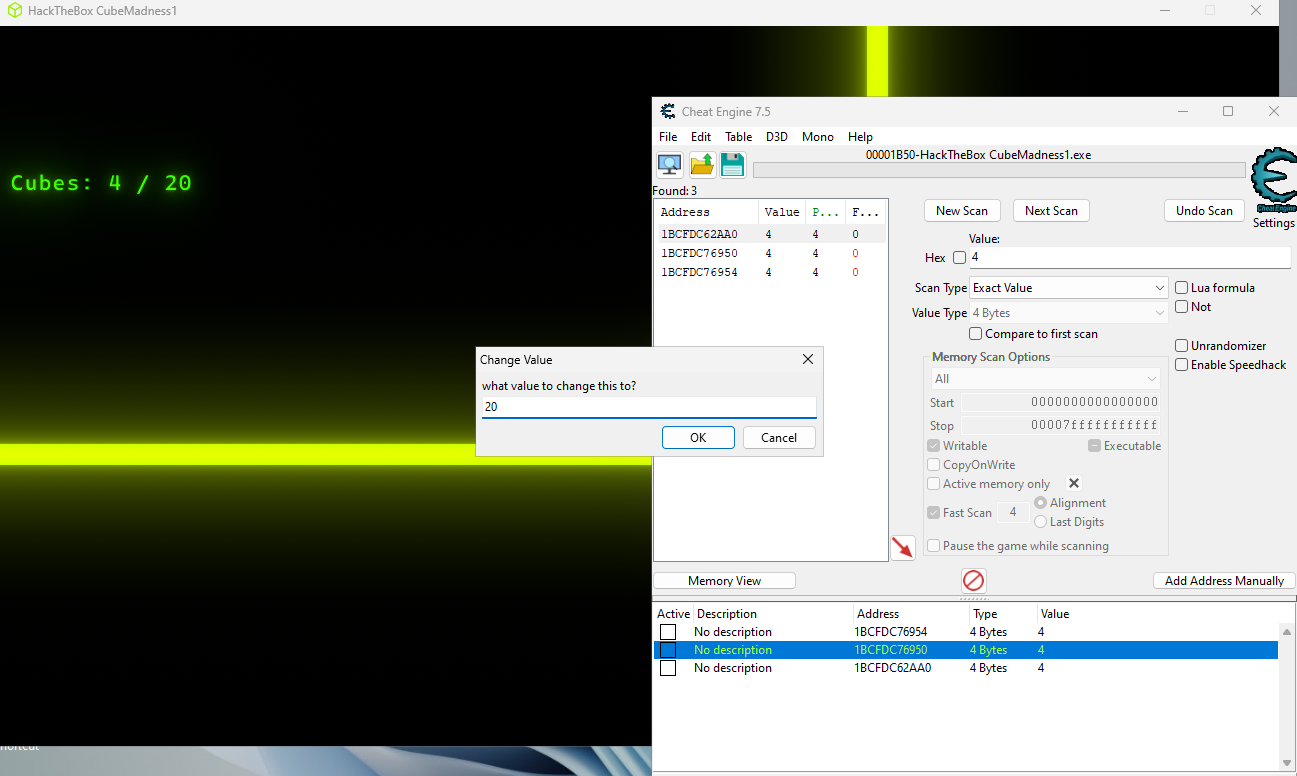 HackTheBox CubeMadness1
Cubes: 4 / 20
Cheat Engine 7.5
File Edit Table D3D Mono Help
00001B50-HackTheBox CubeMadness1.exe
Found: 3
Address Value P... F...
1BCFDC62AA0 4 4 0
1BCFDC76950 4 4 0
1BCFDC76954 4 4 0
New Scan Next Scan Undo Scan
Cheat Engine
Settings
Value:
Hex 4
Scan Type Exact Value
Lua formula
Not
Value Type 4 Bytes
Compare to first scan
Unrandomizer
Enable Speedhack
Memory Scan Options
All
Start 0000000000000000
Stop 00007fffffffffff
Writable Executable
CopyOnWrite
Active memory only
Fast Scan 4 Alignment
Last Digits
Pause the game while scanning
Change Value
what value to change this to?
20
OK Cancel
Memory View Add Address Manually
Active Description Address Type Value
No description 1BCFDC76954 4 Bytes 4
No description 1BCFDC76950 4 Bytes 4
No description 1BCFDC62AA0 4 Bytes 4